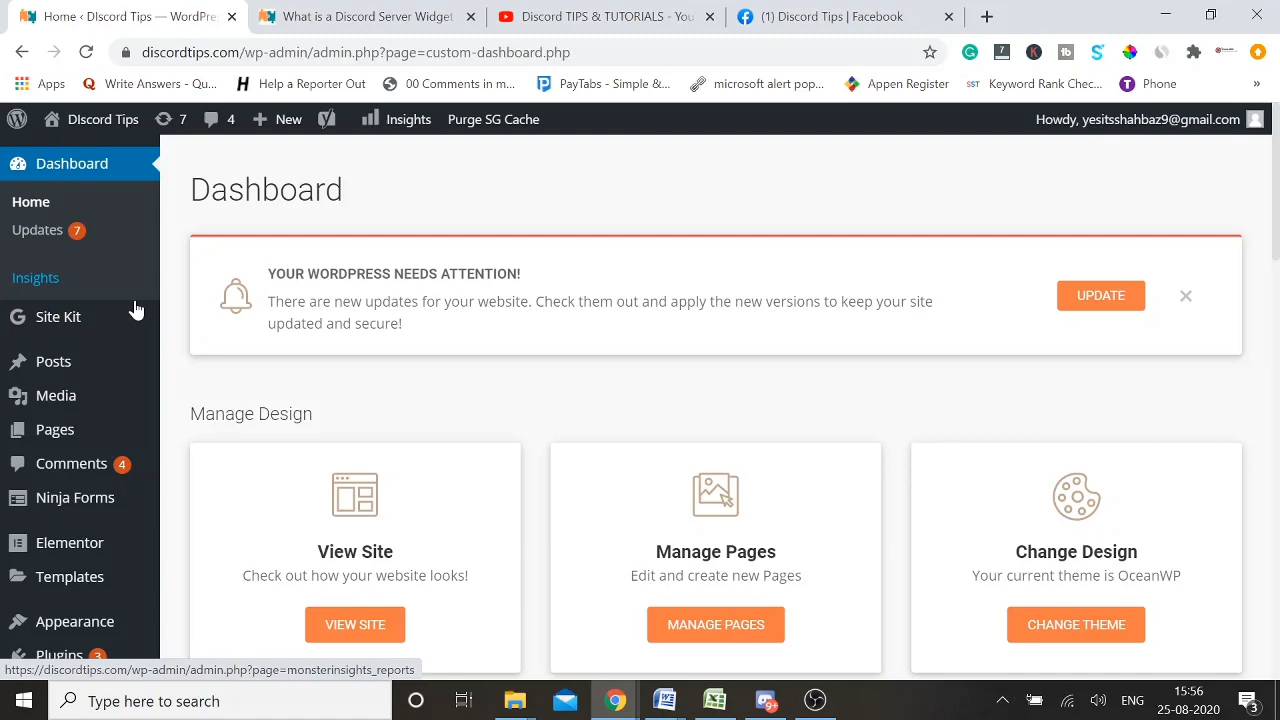 Home ‹ DIscord Tips — WordPre
What is a Discord Server Widget
Discord TIPS & TUTORIALS - You
(1) Discord Tips | Facebook
discordtips.com/wp-admin/admin.php?page=custom-dashboard.php
Apps
Write Answers - Qu...
Help a Reporter Out
00 Comments in m...
PayTabs - Simple &...
microsoft alert pop...
Appen Register
SST
Keyword Rank Chec...
Phone
»
DIscord Tips
7
4
New
Insights
Purge SG Cache
Howdy, yesitsshahbaz9@gmail.com
Dashboard
Home
Updates 7
Insights
Site Kit
Posts
Media
Pages
Comments 4
Ninja Forms
Elementor
Templates
Appearance
Plugins 3
Dashboard
YOUR WORDPRESS NEEDS ATTENTION!
There are new updates for your website. Check them out and apply the new versions to keep your site
updated and secure!
UPDATE
Manage Design
View Site
Check out how your website looks!
VIEW SITE
Manage Pages
Edit and create new Pages
MANAGE PAGES
Change Design
Your current theme is OceanWP
CHANGE THEME
https://discordtips.com/wp-admin/admin.php?page=monsterinsights_reports
Type here to search
9+
ENG
15:56
25-08-2020
3